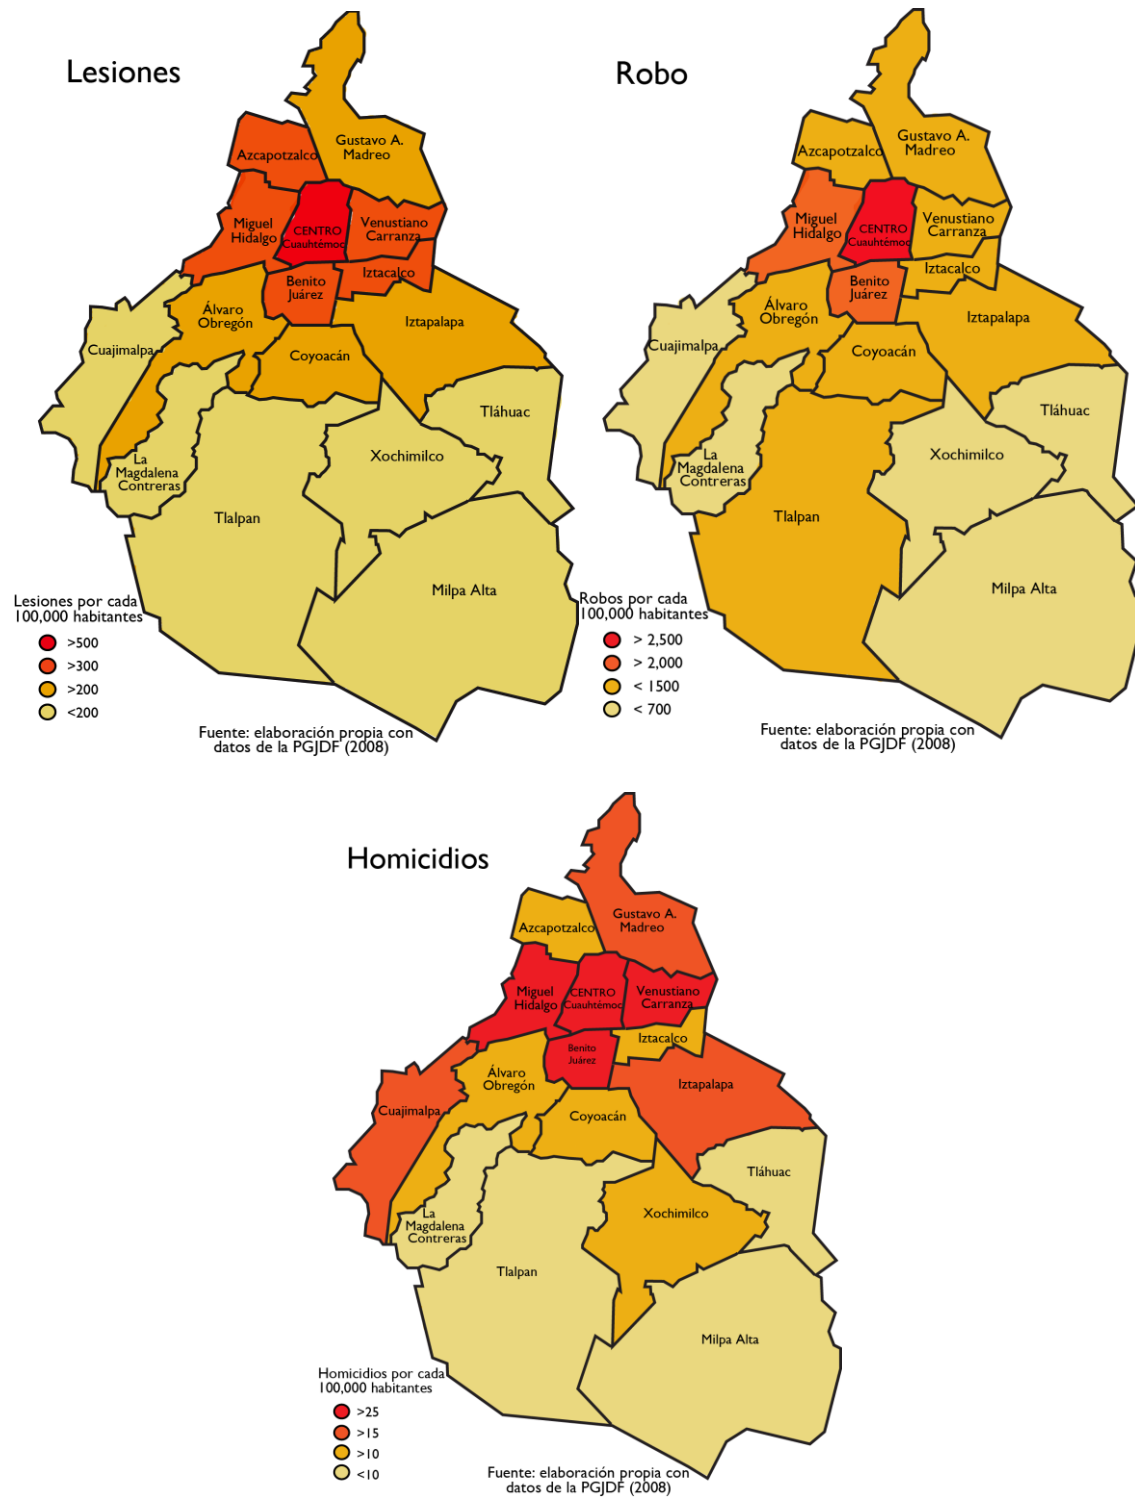 Lesiones
Gustavo A.
Madreo
Azcapotzalco
Miguel
Hidalgo
CENTRO
Cuauhtémoc
Venustiano
Carranza
Iztacalco
Benito
Juárez
Álvaro
Obregón
Iztapalapa
Cuajimalpa
Coyoacán
Tláhuac
La
Magdalena
Contreras
Xochimilco
Tlalpan
Milpa Alta
Lesiones por cada
100,000 habitantes
>500
>300
>200
<200
Fuente: elaboración propia con
datos de la PGJDF (2008)
Robo
Gustavo A.
Madreo
Azcapotzalco
Miguel
Hidalgo
CENTRO
Cuauhtémoc
Venustiano
Carranza
Iztacalco
Benito
Juárez
Álvaro
Obregón
Iztapalapa
Cuajimalpa
Coyoacán
Tláhuac
La
Magdalena
Contreras
Xochimilco
Tlalpan
Milpa Alta
Robos por cada
100,000 habitantes
> 2,500
> 2,000
< 1500
< 700
Fuente: elaboración propia con
datos de la PGJDF (2008)
Homicidios
Gustavo A.
Madreo
Azcapotzalco
Miguel
Hidalgo
CENTRO
Cuauhtémoc
Venustiano
Carranza
Iztacalco
Benito
Juárez
Álvaro
Obregón
Iztapalapa
Cuajimalpa
Coyoacán
Tláhuac
La
Magdalena
Contreras
Xochimilco
Tlalpan
Milpa Alta
Homicidios por cada
100,000 habitantes
>25
>15
>10
<10
Fuente: elaboración propia con
datos de la PGJDF (2008)